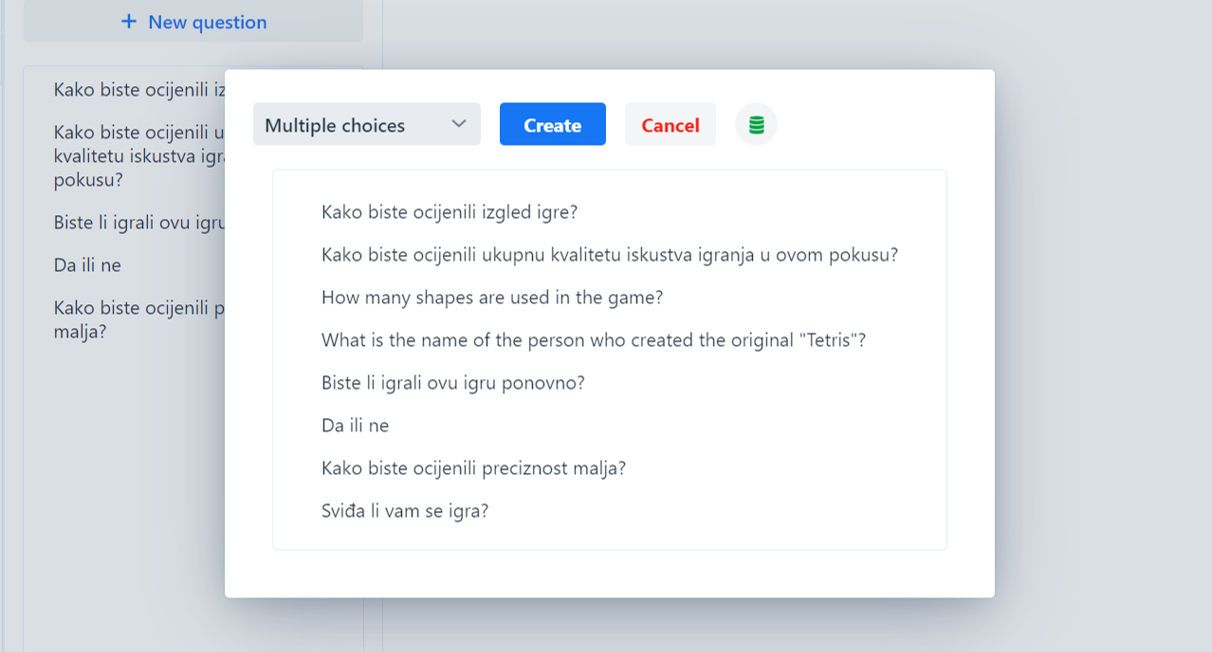 + New question
Kako biste ocijenili
Kako biste ocijenili
kvalitetu iskustva
pokusu?
Biste li igrali ovu igru
Da ili ne
Kako biste ocijenili
malja?
Multiple choices
Create
Cancel
Kako biste ocijenili izgled igre?
Kako biste ocijenili ukupnu kvalitetu iskustva igranja u ovom pokusu?
How many shapes are used in the game?
What is the name of the person who created the original "Tetris"?
Biste li igrali ovu igru ponovno?
Da ili ne
Kako biste ocijenili preciznost malja?
Sviđa li vam se igra?